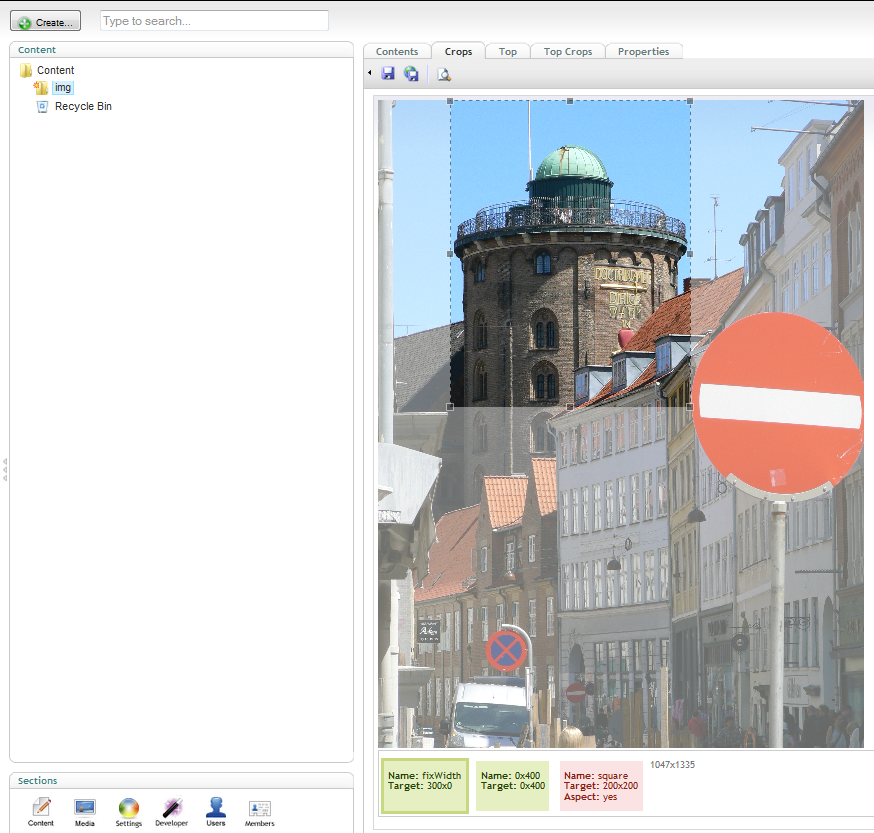 Create...
Type to search...
Content
Content
img
Recycle Bin
Contents
Crops
Top
Top Crops
Properties
Name: fixWidth
Target: 300x0
Name: 0x400
Target: 0x400
Name: square
Target: 200x200
Aspect: yes
1047x1335
Sections
Content
Media
Settings
Developer
Users
Members